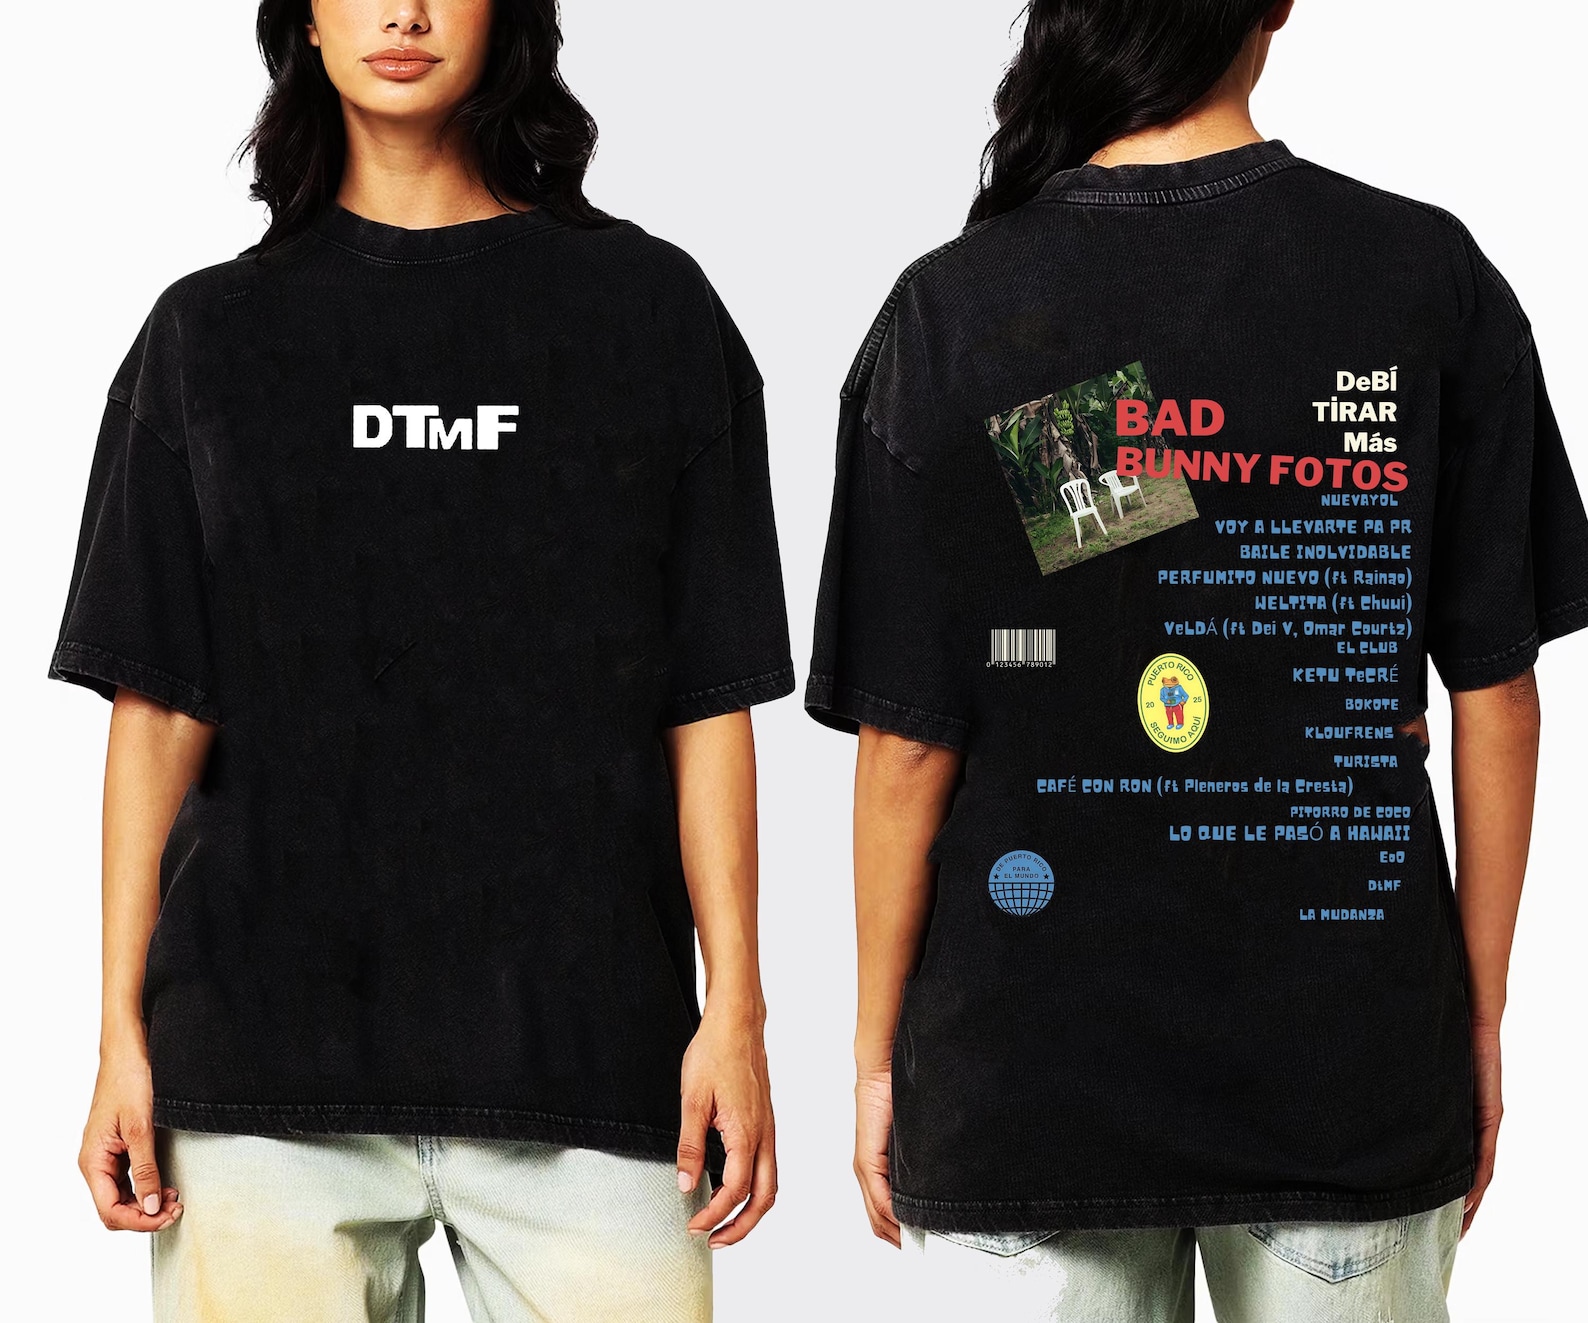 DTMF
DeBÍ
TİRAR
Más
BAD
BUNNY FOTOS
NUEVAYOL
VOY A LLEVARTE PA PR
BAILE INOLVIDABLE
PERFUMITO NUEVO (ft Rainao)
WELTITA (ft Chuwi)
VeLDÁ (ft Dei V, Omar Courtz)
EL CLUB
KETU TeCRÉ
BOKOTE
KLOUFRENS
TURISTA
CAFÉ CON RON (ft Pleneros de la Cresta)
PITORRO DE COCO
LO QUE LE PASÓ A HAWAII
EoO
DtMF
LA MUDANZA
0 123456 789012
PUERTO RICO
20 25
SEGUIMO AQUÍ
DE PUERTO RICO
PARA
EL MUNDO